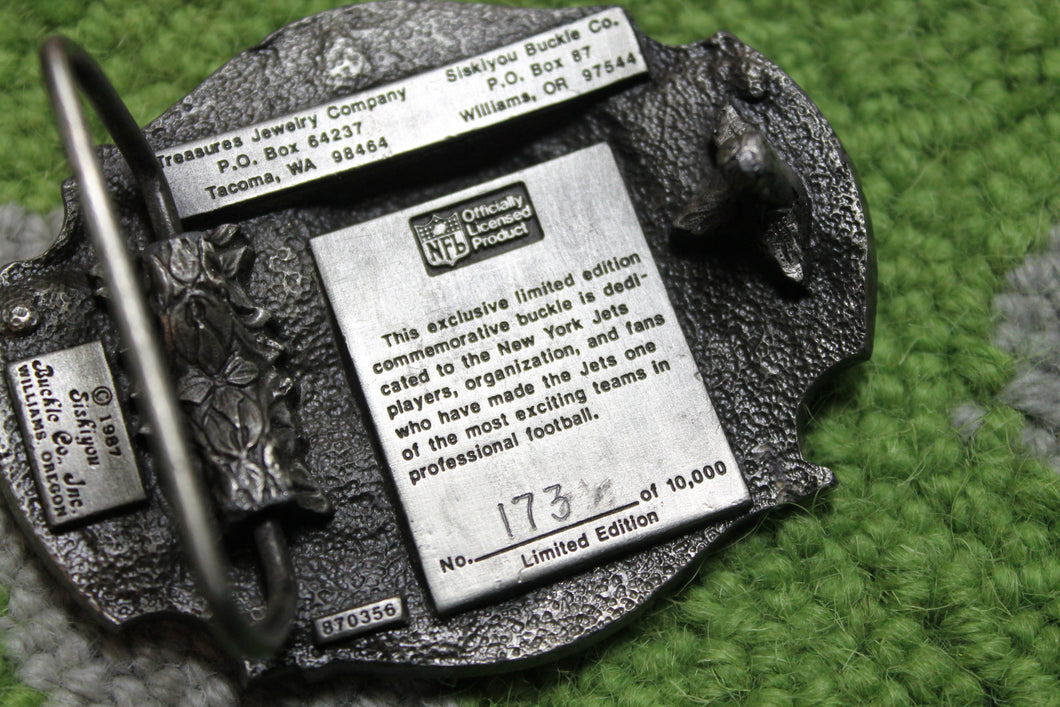 Treasures Jewelry Company
P.O. Box 64237
Tacoma, WA 98464
Siskiyou Buckle Co.
P.O. Box 87
Williams, OR 97544
NFL
Officially
Licensed
Product
This exclusive limited edition
commemorative buckle is dedi-
cated to the New York Jets
players, organization, and fans
who have made the Jets one
of the most exciting teams in
professional football.
No. 173 of 10,000
Limited Edition
© 1987
Siskiyou
Buckle Co., Inc.
WILLIAMS, OREGON
870356